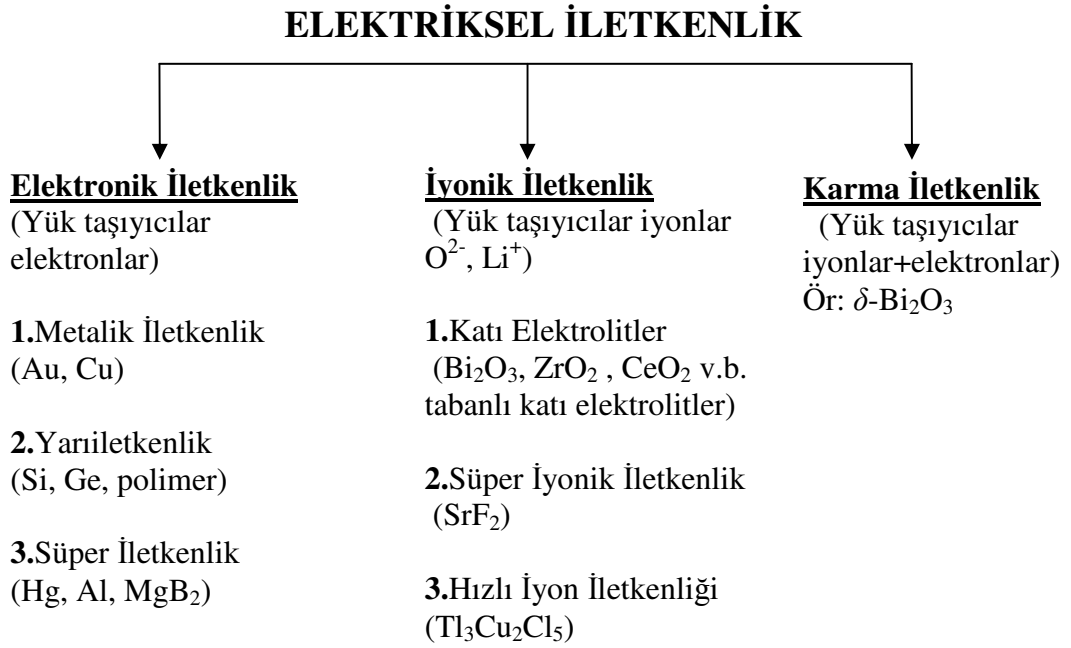 ELEKTRİKSEL İLETKENLİK
Elektronik İletkenlik
(Yük taşıyıcılar
elektronlar)
1.Metalik İletkenlik
(Au, Cu)
2.Yarıiletkenlik
(Si, Ge, polimer)
3.Süper İletkenlik
(Hg, Al, MgB₂)
İyonik İletkenlik
(Yük taşıyıcılar iyonlar
O²⁻, Li⁺)
1.Katı Elektrolitler
(Bi₂O₃, ZrO₂ , CeO₂ v.b.
tabanlı katı elektrolitler)
2.Süper İyonik İletkenlik
(SrF₂)
3.Hızlı İyon İletkenliği
(Tl₃Cu₂Cl₅)
Karma İletkenlik
(Yük taşıyıcılar
iyonlar+elektronlar)
Ör: δ-Bi₂O₃